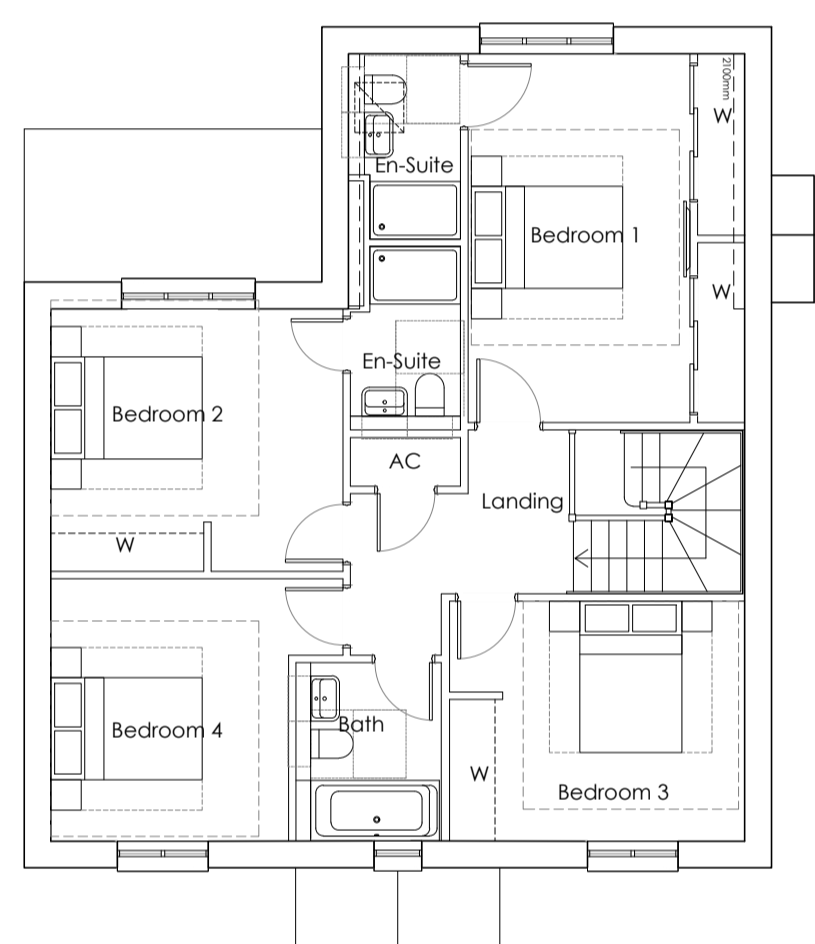 2100mm
W
En-Suite
Bedroom 1
W
En-Suite
Bedroom 2
AC
Landing
W
Bath
Bedroom 4
W
Bedroom 3